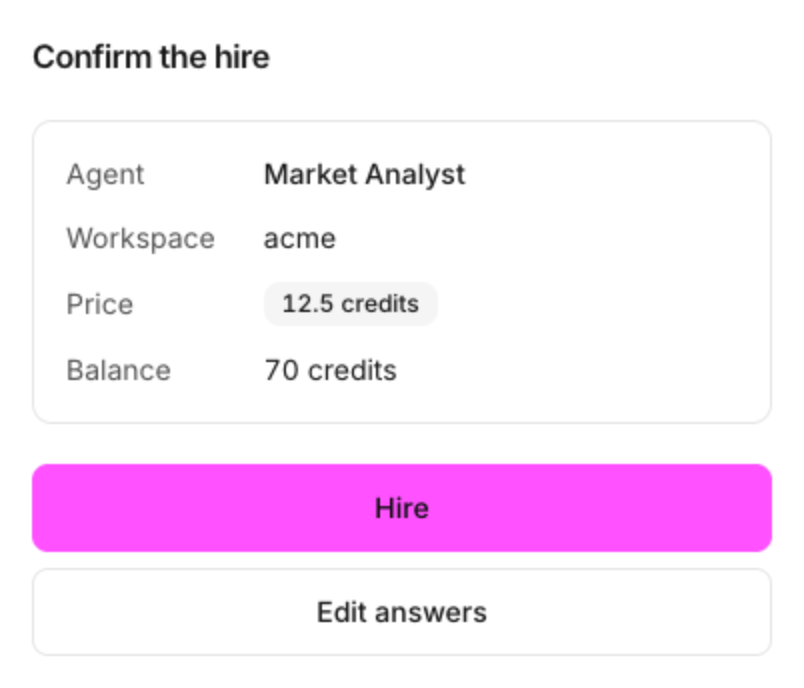 Confirm the hire
Agent Market Analyst
Workspace acme
Price 12.5 credits
Balance 70 credits
Hire
Edit answers